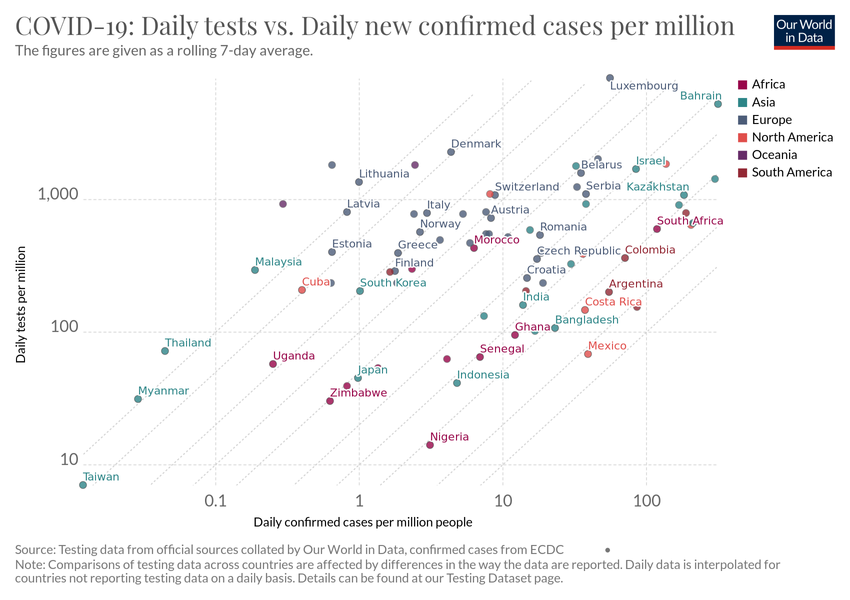 COVID-19: Daily tests vs. Daily new confirmed cases per million
The figures are given as a rolling 7-day average.
Our World
in Data
Luxembourg
Bahrain
Africa
Asia
Europe
North America
Oceania
South America
Denmark
Lithuania
Belarus
Israel
Switzerland
Serbia
Kazakhstan
1,000
Latvia
Italy
Austria
Norway
South Africa
Romania
Estonia
Greece
Morocco
Czech Republic
Colombia
Malaysia
Finland
Croatia
Cuba
South Korea
Argentina
India
Costa Rica
Daily tests per million
100
Ghana
Bangladesh
Thailand
Senegal
Mexico
Uganda
Japan
Indonesia
Myanmar
Zimbabwe
Nigeria
10
Taiwan
0.1
1
10
100
Daily confirmed cases per million people
Source: Testing data from official sources collated by Our World in Data, confirmed cases from ECDC
Note: Comparisons of testing data across countries are affected by differences in the way the data are reported. Daily data is interpolated for
countries not reporting testing data on a daily basis. Details can be found at our Testing Dataset page.